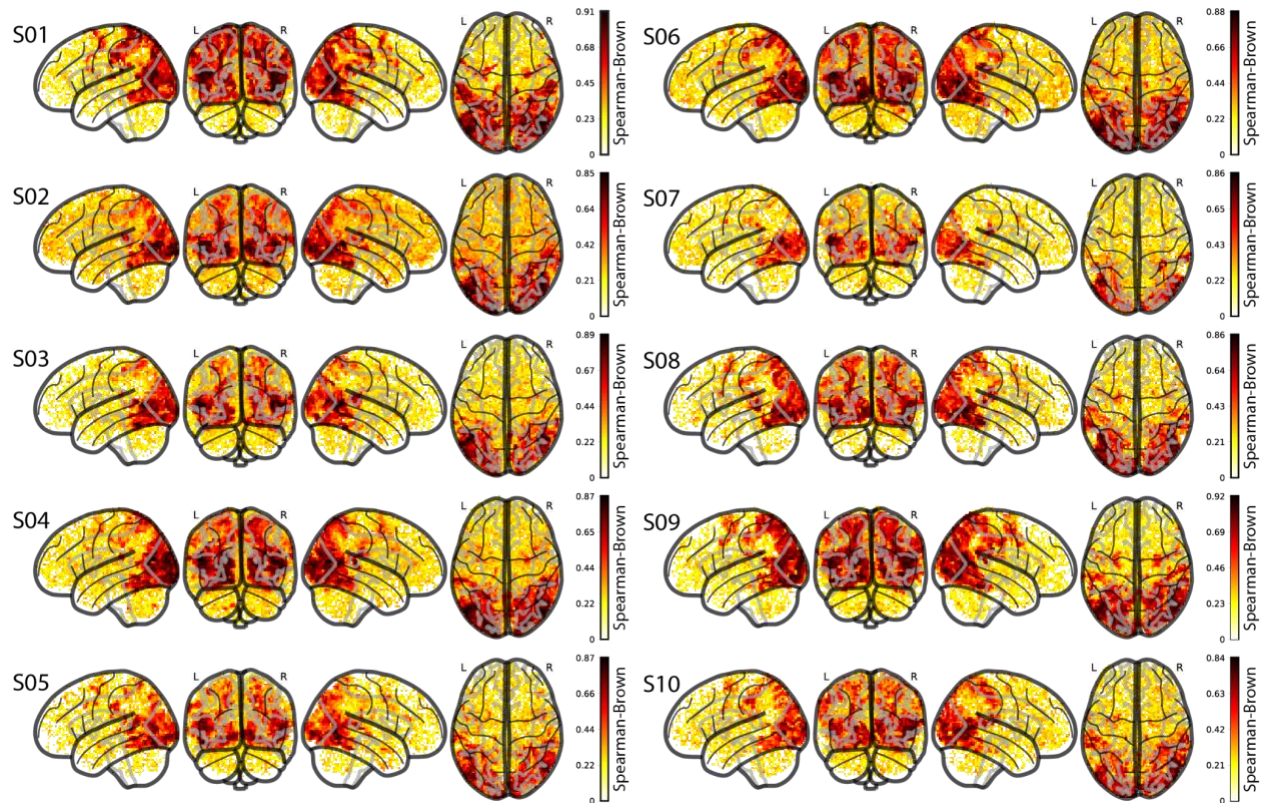 S01
L R
L R
0.91
0.68
0.45
0.23
0
Spearman-Brown
S06
L R
L R
0.88
0.66
0.44
0.22
0
Spearman-Brown
S02
L R
L R
0.85
0.64
0.42
0.21
0
Spearman-Brown
S07
L R
L R
0.86
0.64
0.43
0.21
0
Spearman-Brown
S03
L R
L R
0.89
0.67
0.44
0.22
0
Spearman-Brown
S08
L R
L R
0.86
0.64
0.43
0.21
0
Spearman-Brown
S04
L R
L R
0.87
0.65
0.44
0.22
0
Spearman-Brown
S09
L R
L R
0.92
0.69
0.46
0.23
0
Spearman-Brown
S05
L R
L R
0.87
0.66
0.44
0.22
0
Spearman-Brown
S10
L R
L R
0.84
0.63
0.42
0.21
0
Spearman-Brown